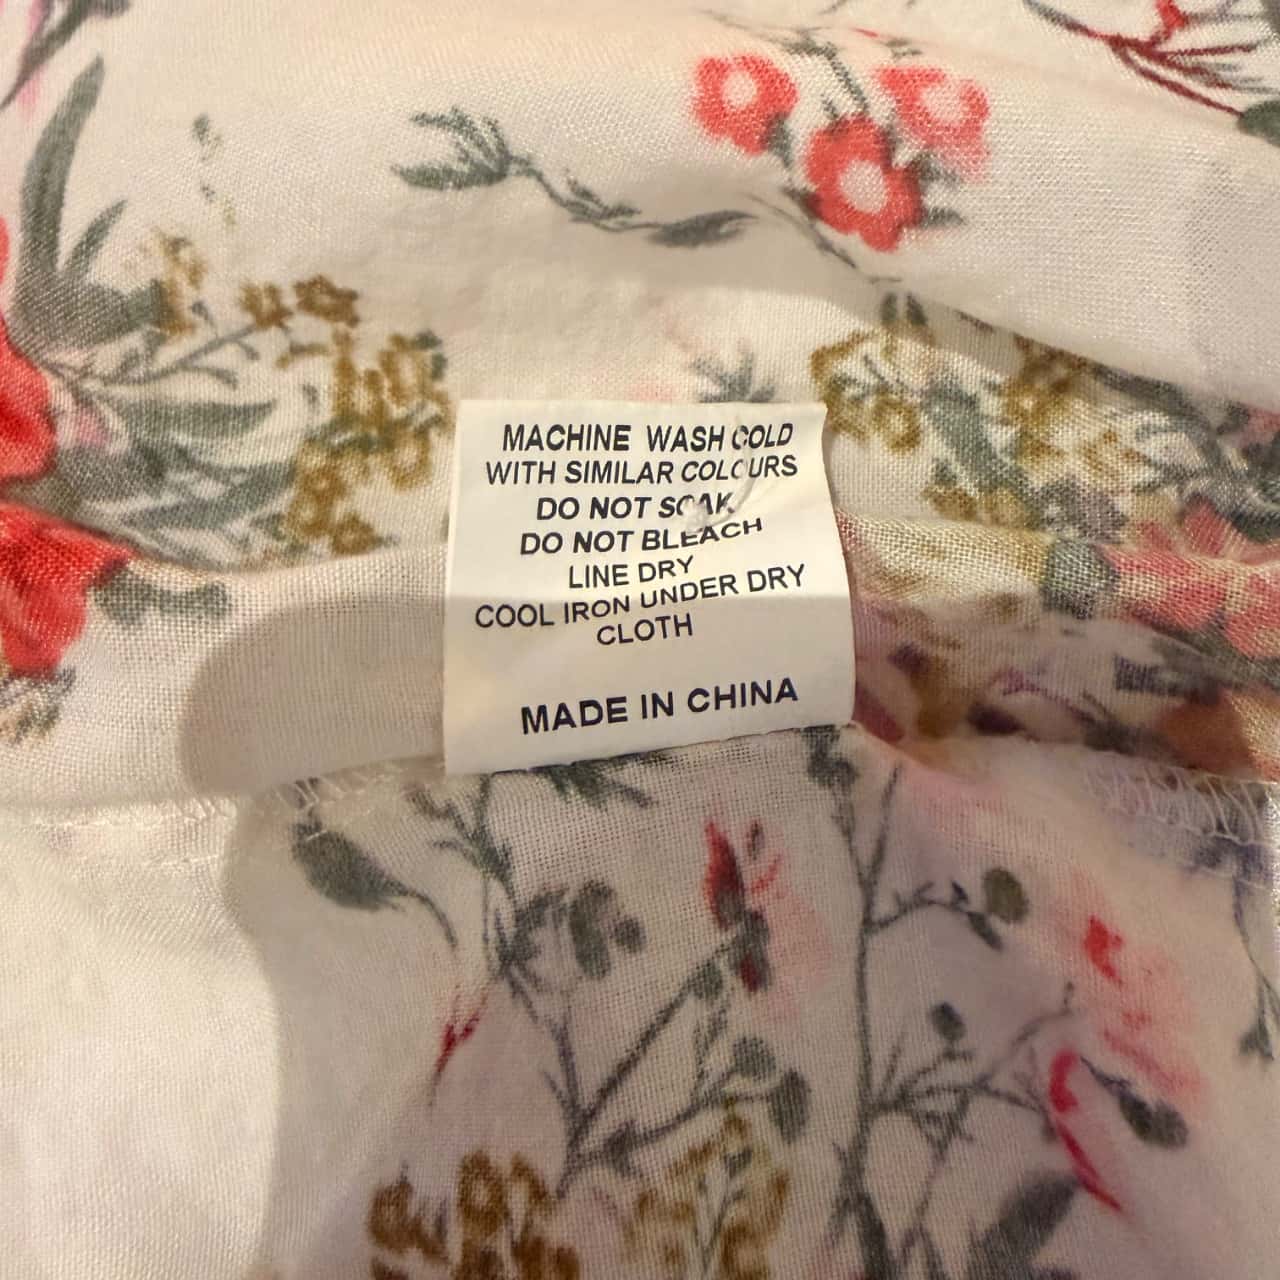 MACHINE WASH COLD
WITH SIMILAR COLOURS
DO NOT SOAK
DO NOT BLEACH
LINE DRY
COOL IRON UNDER DRY
CLOTH
MADE IN CHINA